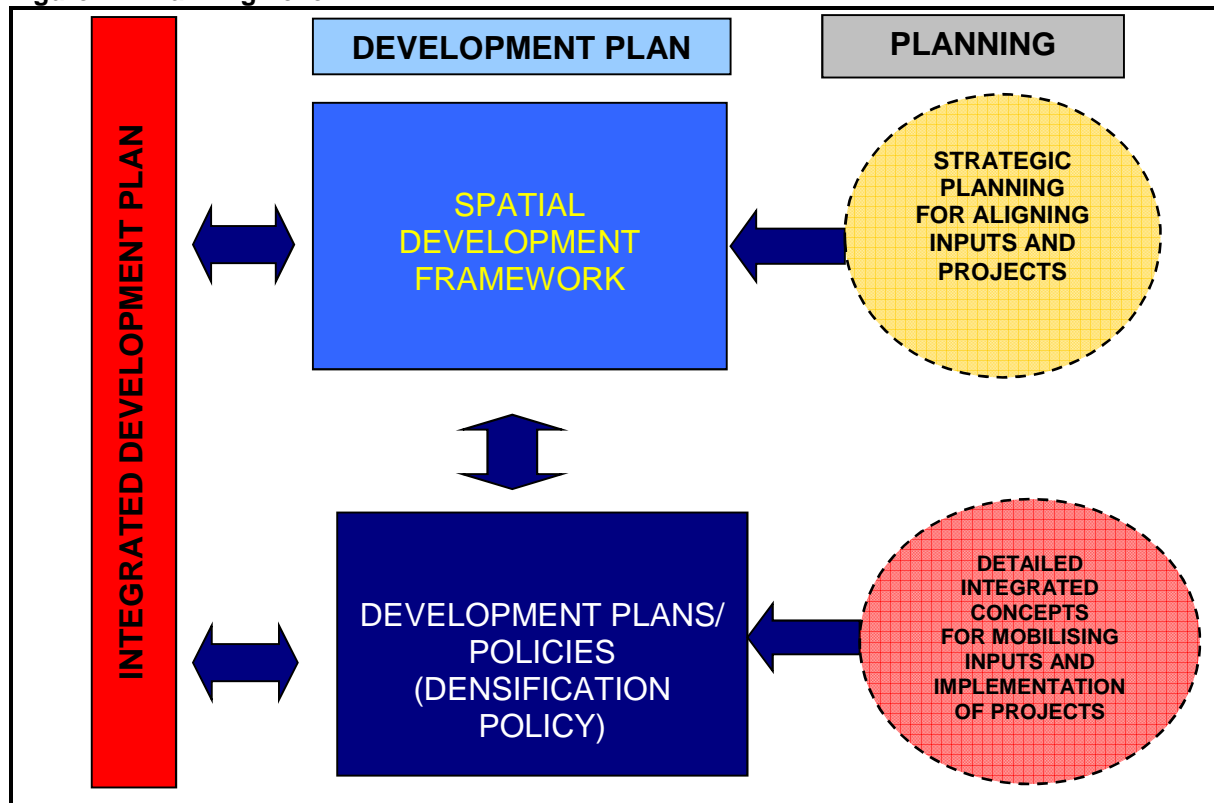 DEVELOPMENT PLAN
PLANNING
INTEGRATED DEVELOPMENT PLAN
SPATIAL
DEVELOPMENT
FRAMEWORK
STRATEGIC
PLANNING
FOR ALIGNING
INPUTS AND
PROJECTS
DEVELOPMENT PLANS/
POLICIES
(DENSIFICATION
POLICY)
DETAILED
INTEGRATED
CONCEPTS
FOR MOBILISING
INPUTS AND
IMPLEMENTATION
OF PROJECTS